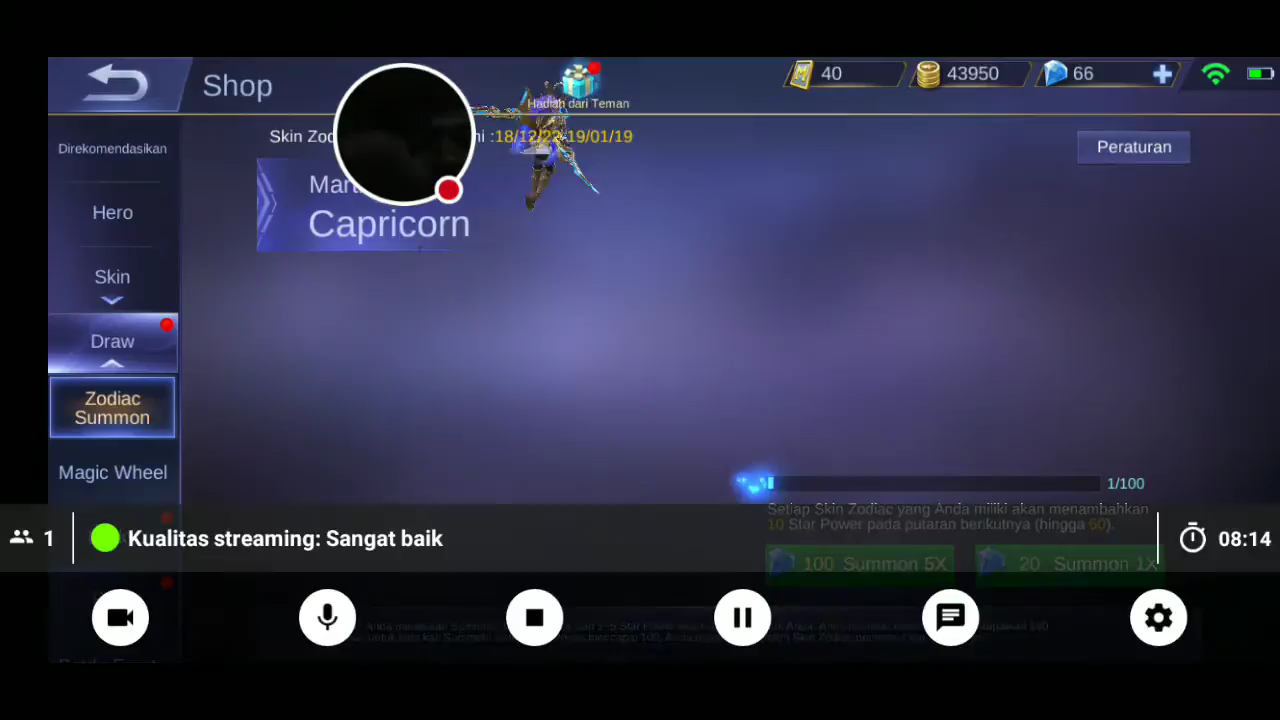 Shop
Hadiah dari Teman
40
43950
66
Direkomendasikan
Skin Zod
:18/12/22-19/01/19
Peraturan
Hero
Capricorn
Skin
Draw
Zodiac
Summon
Magic Wheel
1/100
Setiap Skin Zodiac yang Anda miliki akan menambahkan
10 Star Power pada putaran berikutnya (hingga 60).
1
Kualitas streaming: Sangat baik
08:14
100 Summon 5X
20 Summon 1X